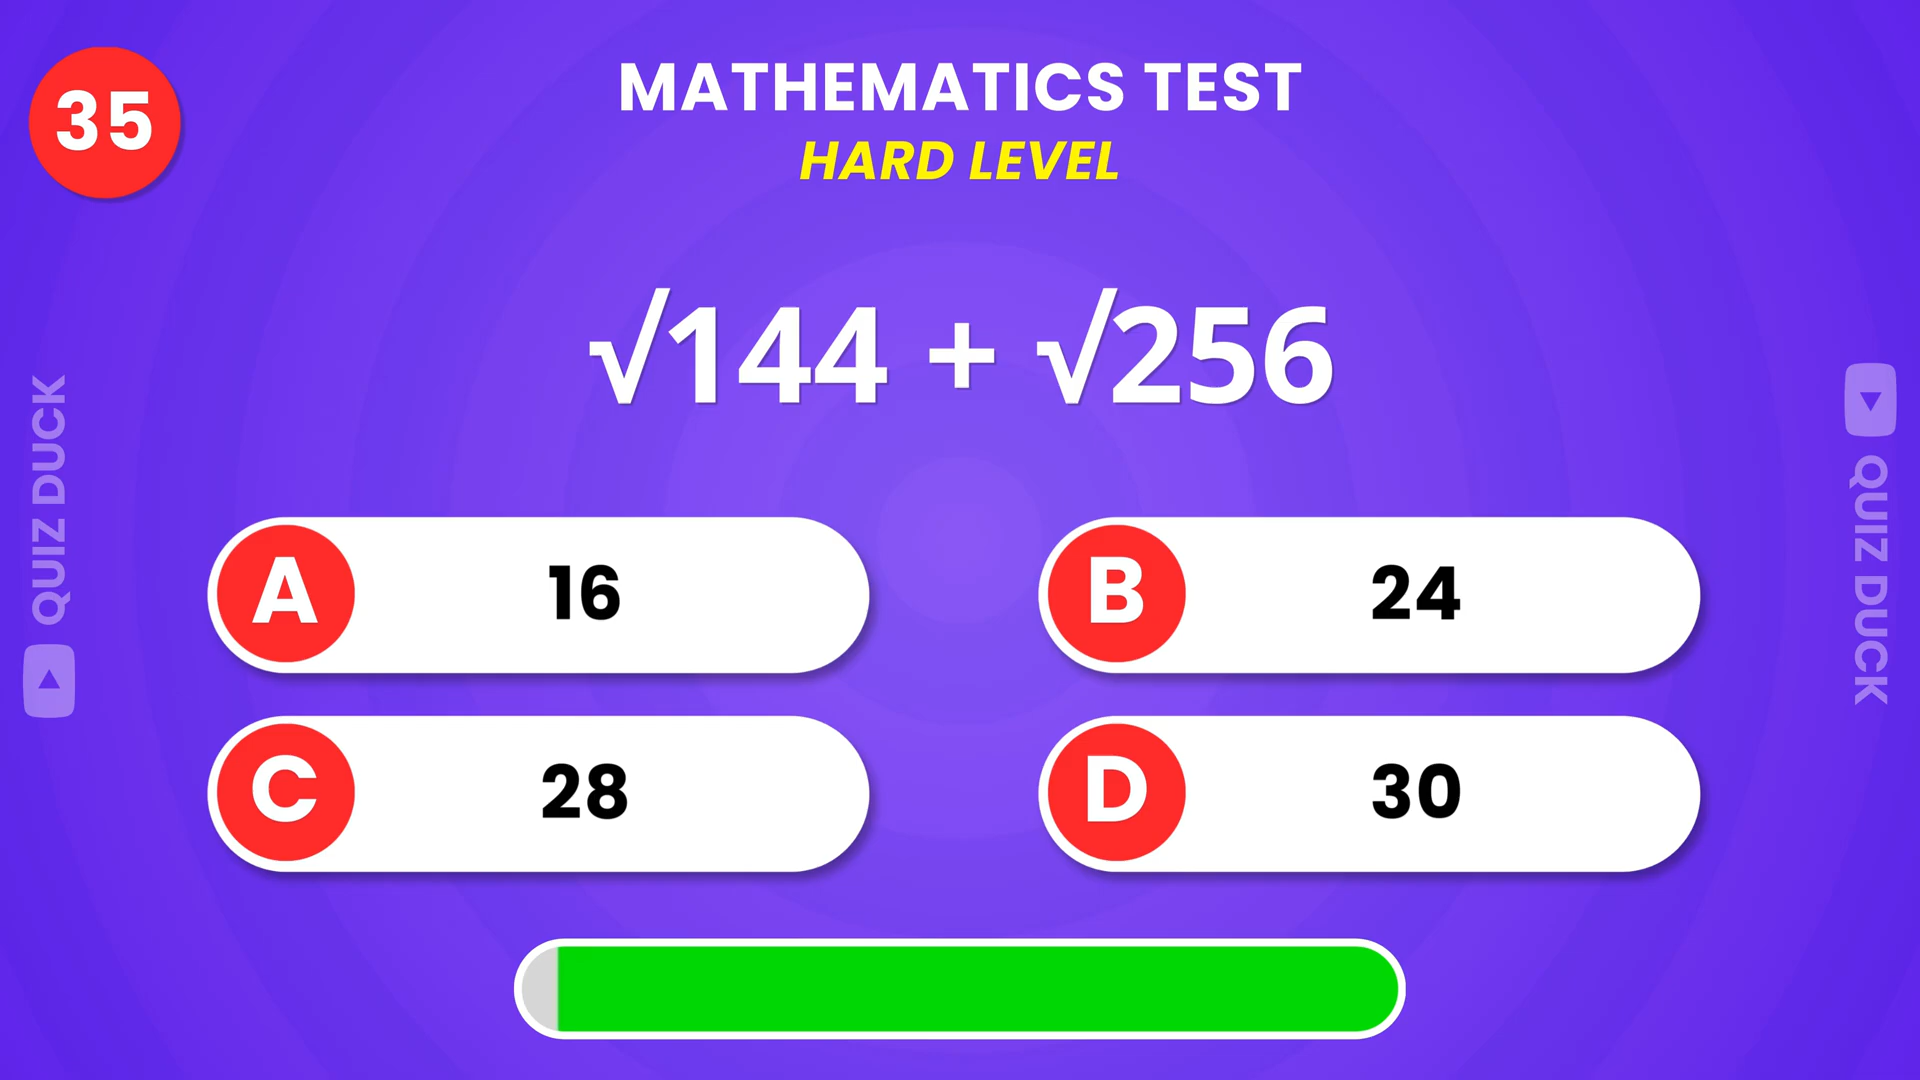 35
MATHEMATICS TEST
HARD LEVEL
√144 + √256
A 16
B 24
C 28
D 30
QUIZ DUCK
QUIZ DUCK